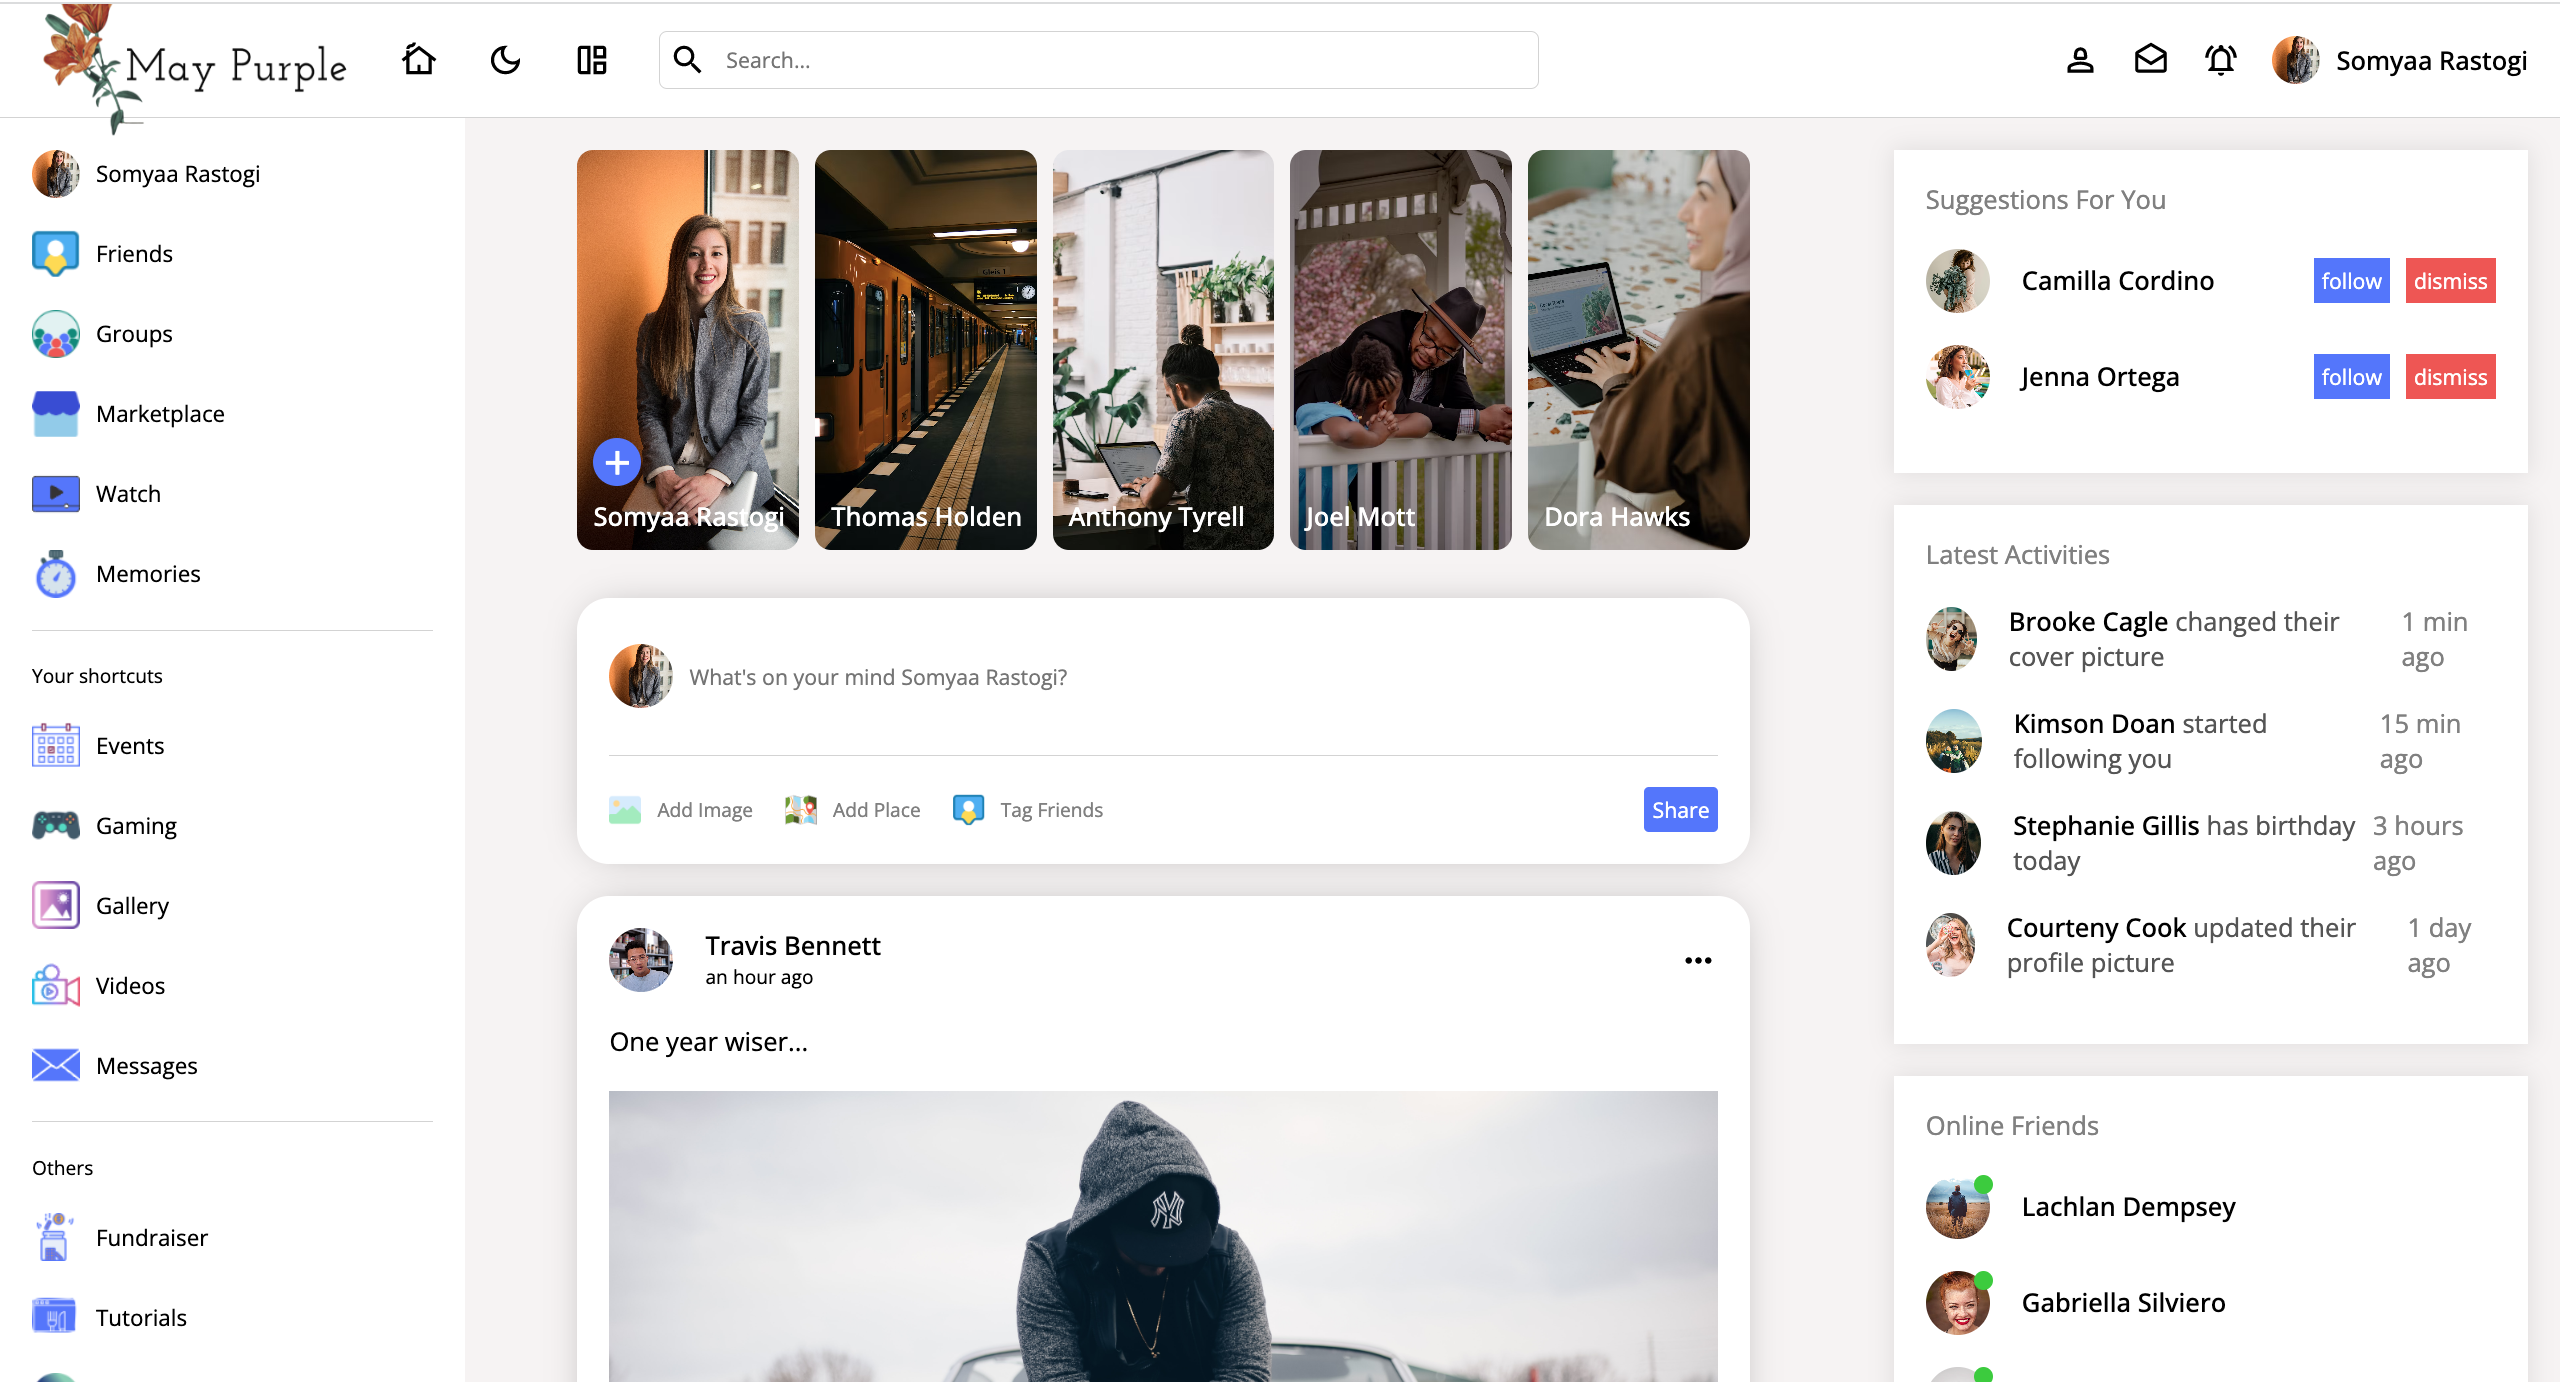 May Purple
Search...
Somyaa Rastogi
Somyaa Rastogi
Friends
Groups
Marketplace
Watch
Memories
Your shortcuts
Events
Gaming
Gallery
Videos
Messages
Others
Fundraiser
Tutorials
Gleis 1
Somyaa Rastogi
Thomas Holden
Anthony Tyrell
Joel Mott
Dora Hawks
What's on your mind Somyaa Rastogi?
Add Image
Add Place
Tag Friends
Share
Travis Bennett
an hour ago
One year wiser...
NY
Suggestions For You
Camilla Cordino
follow
dismiss
Jenna Ortega
follow
dismiss
Latest Activities
Brooke Cagle changed their
cover picture
1 min
ago
Kimson Doan started
following you
15 min
ago
Stephanie Gillis has birthday
today
3 hours
ago
Courteny Cook updated their
profile picture
1 day
ago
Online Friends
Lachlan Dempsey
Gabriella Silviero